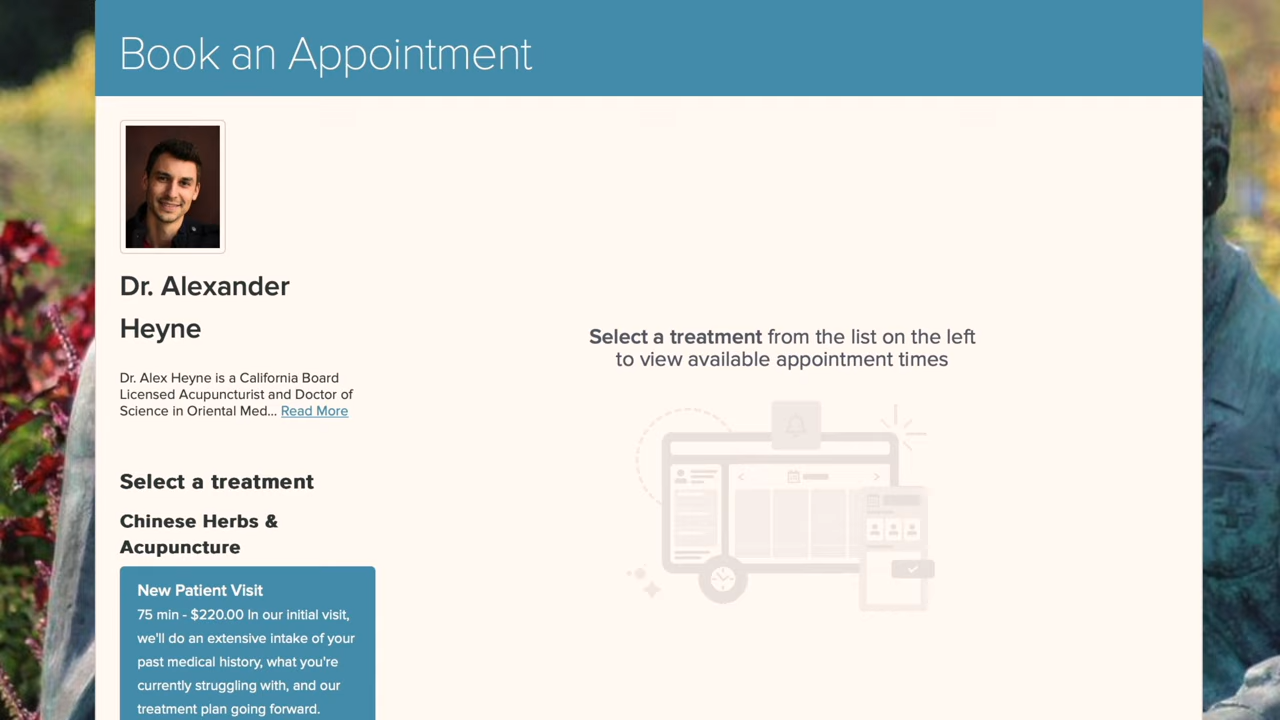 Book an Appointment
Dr. Alexander
Heyne
Dr. Alex Heyne is a California Board
Licensed Acupuncturist and Doctor of
Science in Oriental Med... Read More
Select a treatment
Chinese Herbs &
Acupuncture
New Patient Visit
75 min - $220.00 In our initial visit,
we'll do an extensive intake of your
past medical history, what you're
currently struggling with, and our
treatment plan going forward.
Select a treatment from the list on the left
to view available appointment times